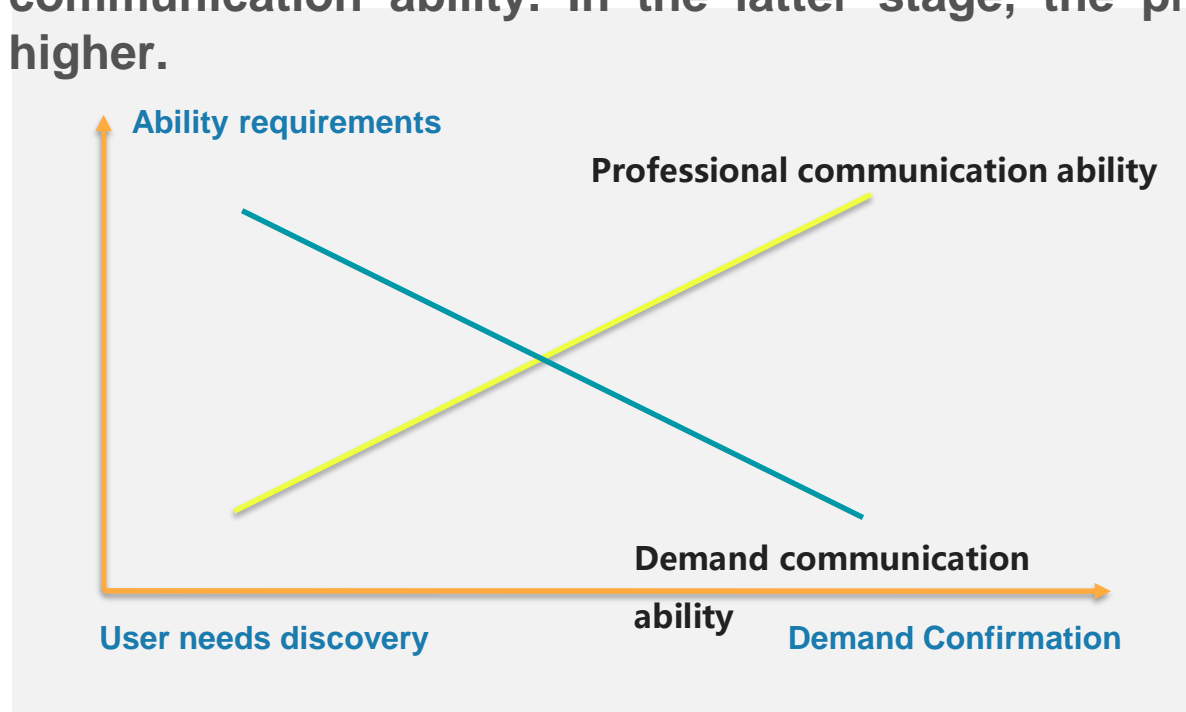 communication ability. In the latter stage, the
higher.
Ability requirements
Professional communication ability
Demand communication
ability
User needs discovery
Demand Confirmation